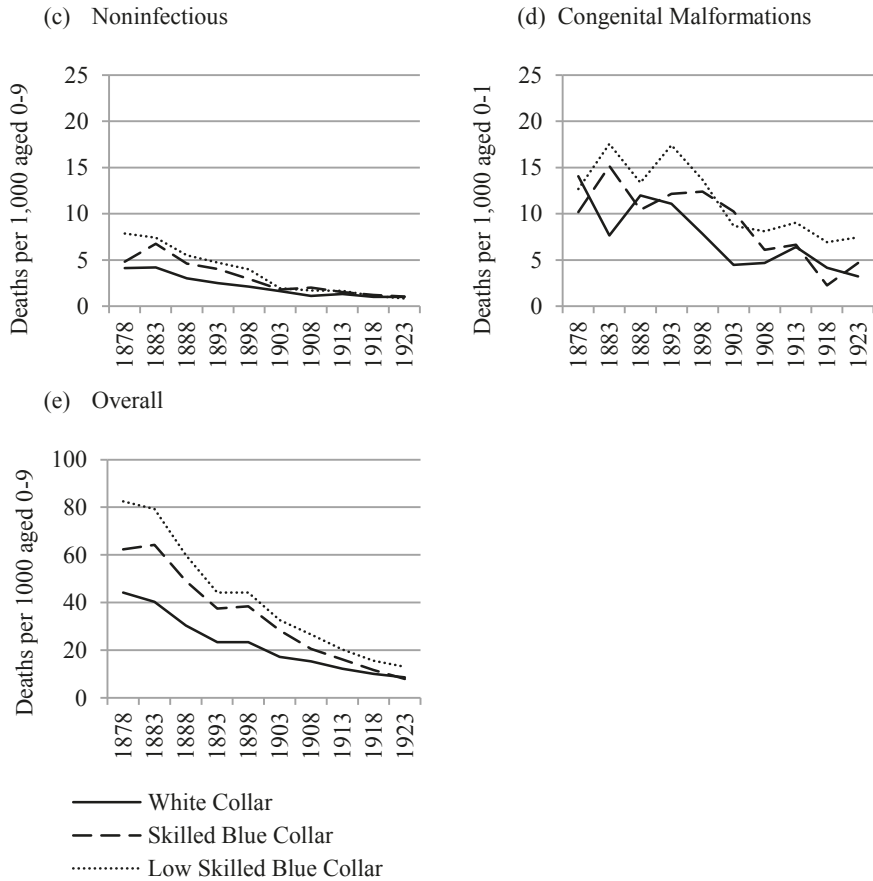 (c) Noninfectious
Deaths per 1,000 aged 0-9
25
20
15
10
5
0
1878 1883 1888 1893 1898 1903 1908 1913 1918 1923
(d) Congenital Malformations
Deaths per 1,000 aged 0-1
25
20
15
10
5
0
1878 1883 1888 1893 1898 1903 1908 1913 1918 1923
(e) Overall
Deaths per 1000 aged 0-9
100
80
60
40
20
0
1878 1883 1888 1893 1898 1903 1908 1913 1918 1923
White Collar
Skilled Blue Collar
Low Skilled Blue Collar